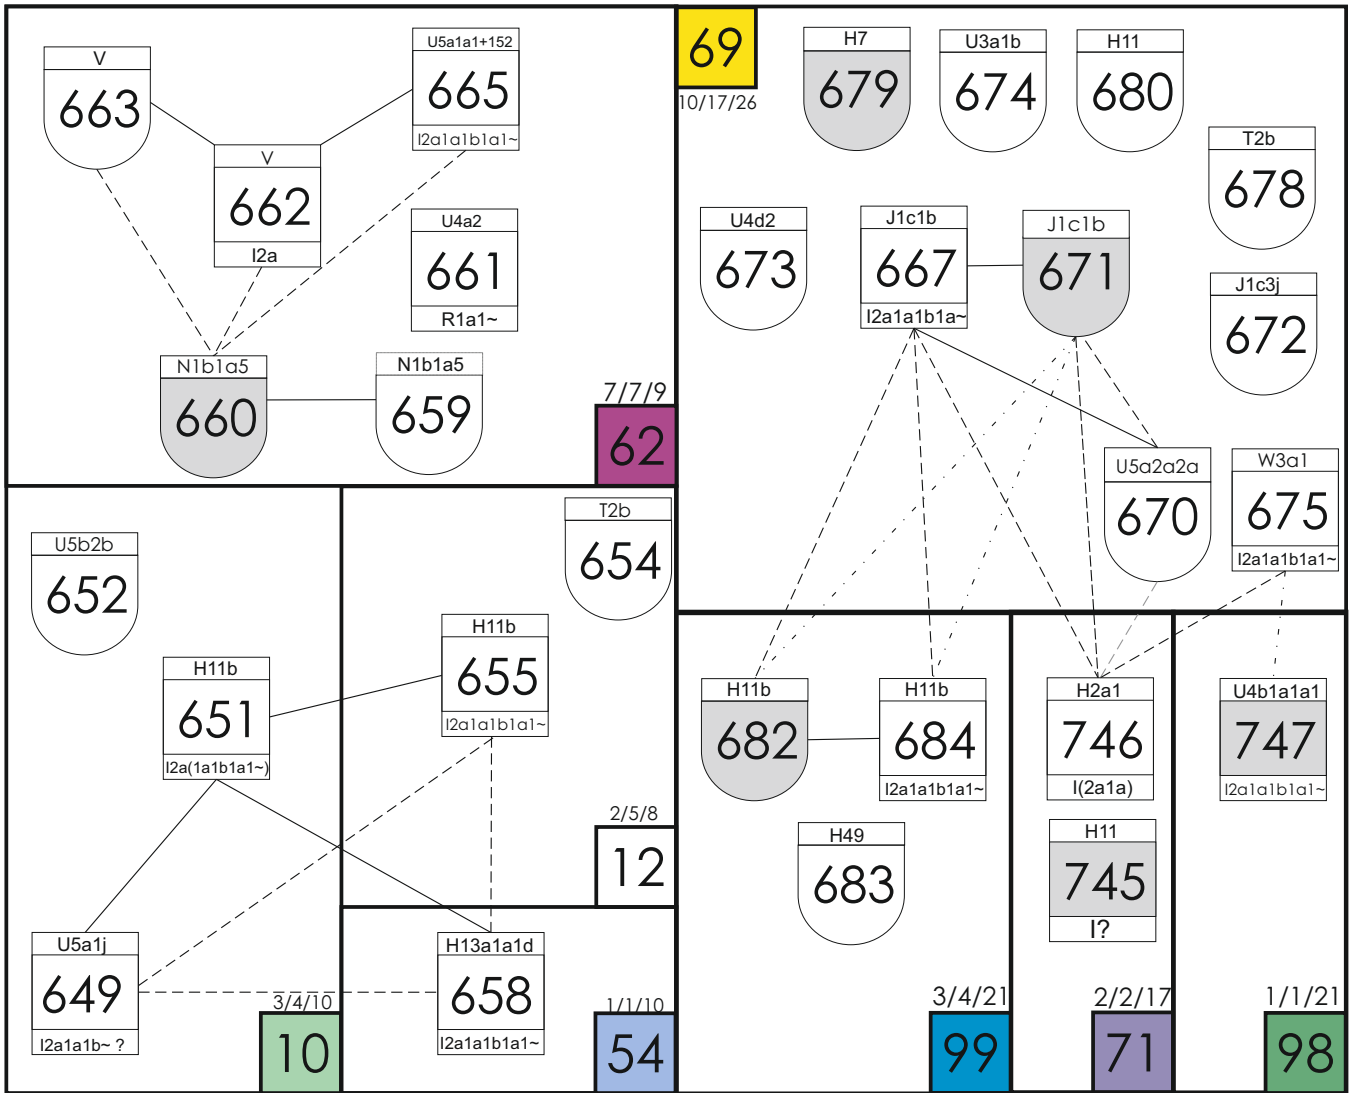 V
663
U5a1a1+152
665
I2a1a1b1a1~
V
662
I2a
U4a2
661
R1a1~
N1b1a5
660
N1b1a5
659
7/7/9
62
69
10/17/26
H7
679
U3a1b
674
H11
680
T2b
678
U4d2
673
J1c1b
667
I2a1a1b1a~
J1c1b
671
J1c3j
672
U5a2a2a
670
W3a1
675
I2a1a1b1a1~
U5b2b
652
H11b
651
I2a(1a1b1a1~)
U5a1j
649
I2a1a1b~ ?
3/4/10
10
T2b
654
H11b
655
I2a1a1b1a1~
2/5/8
12
H13a1a1d
658
I2a1a1b1a1~
1/1/10
54
H11b
682
H11b
684
I2a1a1b1a1~
H49
683
3/4/21
99
H2a1
746
I(2a1a)
H11
745
I?
2/2/17
71
U4b1a1a1
747
I2a1a1b1a1~
1/1/21
98